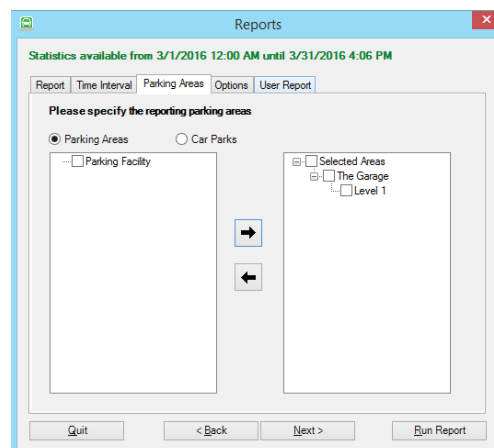 Reports
Statistics available from 3/1/2016 12:00 AM until 3/31/2016 4:06 PM
Report Time Interval Parking Areas Options User Report
Please specify the reporting parking areas
Parking Areas Car Parks
Parking Facility
Selected Areas
The Garage
Level 1
Quit < Back Next > Run Report